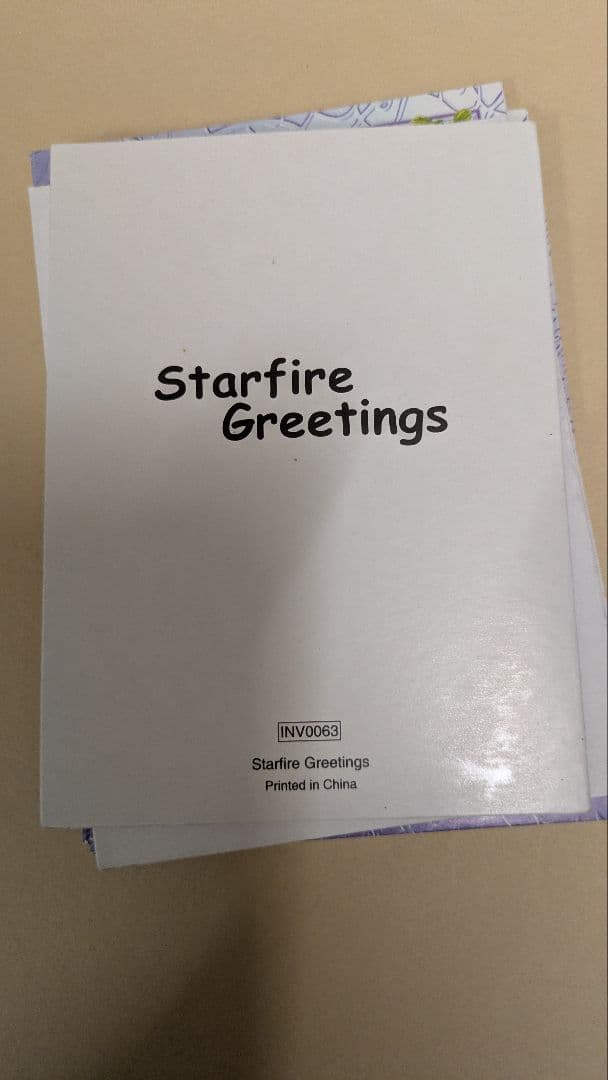 Starfire
Greetings
INV0063
Starfire Greetings
Printed in China